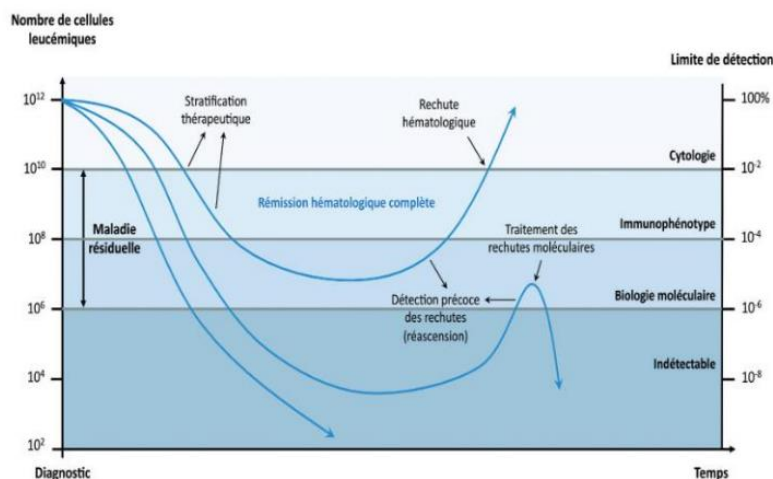 Nombre de cellules
leucémiques
Limite de détection
10¹²
100%
Stratification
thérapeutique
Rechute
hématologique
Cytologie
10¹⁰
10⁻²
Rémission hématologique complète
Maladie
résiduelle
Traitement des
rechutes moléculaires
Immunophénotype
10⁸
10⁻⁴
Détection précoce
des rechutes
(réascension)
Biologie moléculaire
10⁶
10⁻⁶
Indétectable
10⁴
10⁻⁸
10²
Diagnostic
Temps